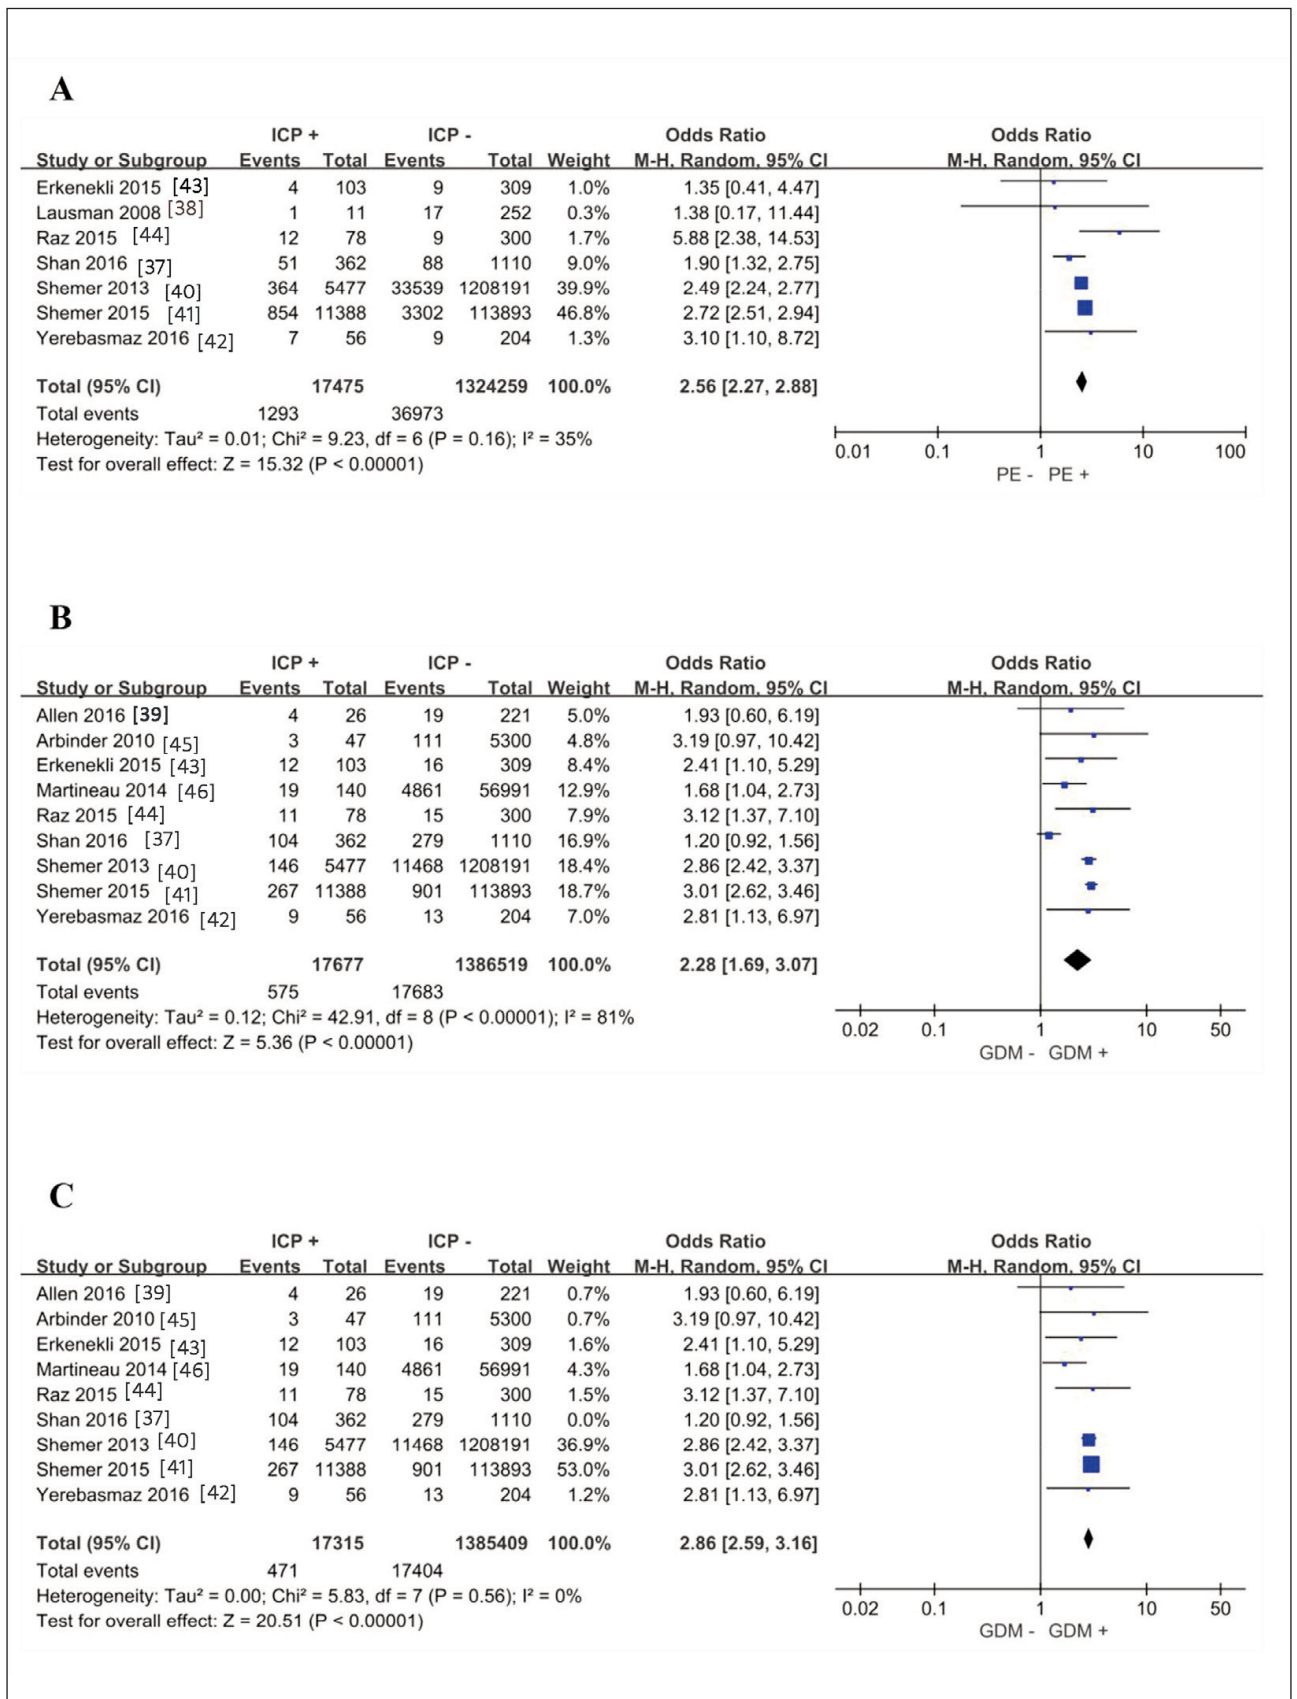 A
ICP + ICP - Odds Ratio Odds Ratio
Study or Subgroup Events Total Events Total Weight M-H, Random, 95% CI M-H, Random, 95% CI
Erkenekli 2015 [43] 4 103 9 309 1.0% 1.35 [0.41, 4.47]
Lausman 2008 [38] 1 11 17 252 0.3% 1.38 [0.17, 11.44]
Raz 2015 [44] 12 78 9 300 1.7% 5.88 [2.38, 14.53]
Shan 2016 [37] 51 362 88 1110 9.0% 1.90 [1.32, 2.75]
Shemer 2013 [40] 364 5477 33539 1208191 39.9% 2.49 [2.24, 2.77]
Shemer 2015 [41] 854 11388 3302 113893 46.8% 2.72 [2.51, 2.94]
Yerebasmaz 2016 [42] 7 56 9 204 1.3% 3.10 [1.10, 8.72]
Total (95% CI) 17475 1324259 100.0% 2.56 [2.27, 2.88]
Total events 1293 36973
Heterogeneity: Tau² = 0.01; Chi² = 9.23, df = 6 (P = 0.16); I² = 35%
Test for overall effect: Z = 15.32 (P < 0.00001)
0.01 0.1 1 10 100
PE - PE +
B
ICP + ICP - Odds Ratio Odds Ratio
Study or Subgroup Events Total Events Total Weight M-H, Random, 95% CI M-H, Random, 95% CI
Allen 2016 [39] 4 26 19 221 5.0% 1.93 [0.60, 6.19]
Arbinder 2010 [45] 3 47 111 5300 4.8% 3.19 [0.97, 10.42]
Erkenekli 2015 [43] 12 103 16 309 8.4% 2.41 [1.10, 5.29]
Martineau 2014 [46] 19 140 4861 56991 12.9% 1.68 [1.04, 2.73]
Raz 2015 [44] 11 78 15 300 7.9% 3.12 [1.37, 7.10]
Shan 2016 [37] 104 362 279 1110 16.9% 1.20 [0.92, 1.56]
Shemer 2013 [40] 146 5477 11468 1208191 18.4% 2.86 [2.42, 3.37]
Shemer 2015 [41] 267 11388 901 113893 18.7% 3.01 [2.62, 3.46]
Yerebasmaz 2016 [42] 9 56 13 204 7.0% 2.81 [1.13, 6.97]
Total (95% CI) 17677 1386519 100.0% 2.28 [1.69, 3.07]
Total events 575 17683
Heterogeneity: Tau² = 0.12; Chi² = 42.91, df = 8 (P < 0.00001); I² = 81%
Test for overall effect: Z = 5.36 (P < 0.00001)
0.02 0.1 1 10 50
GDM - GDM +
C
ICP + ICP - Odds Ratio Odds Ratio
Study or Subgroup Events Total Events Total Weight M-H, Random, 95% CI M-H, Random, 95% CI
Allen 2016 [39] 4 26 19 221 0.7% 1.93 [0.60, 6.19]
Arbinder 2010 [45] 3 47 111 5300 0.7% 3.19 [0.97, 10.42]
Erkenekli 2015 [43] 12 103 16 309 1.6% 2.41 [1.10, 5.29]
Martineau 2014 [46] 19 140 4861 56991 4.3% 1.68 [1.04, 2.73]
Raz 2015 [44] 11 78 15 300 1.5% 3.12 [1.37, 7.10]
Shan 2016 [37] 104 362 279 1110 0.0% 1.20 [0.92, 1.56]
Shemer 2013 [40] 146 5477 11468 1208191 36.9% 2.86 [2.42, 3.37]
Shemer 2015 [41] 267 11388 901 113893 53.0% 3.01 [2.62, 3.46]
Yerebasmaz 2016 [42] 9 56 13 204 1.2% 2.81 [1.13, 6.97]
Total (95% CI) 17315 1385409 100.0% 2.86 [2.59, 3.16]
Total events 471 17404
Heterogeneity: Tau² = 0.00; Chi² = 5.83, df = 7 (P = 0.56); I² = 0%
Test for overall effect: Z = 20.51 (P < 0.00001)
0.02 0.1 1 10 50
GDM - GDM +